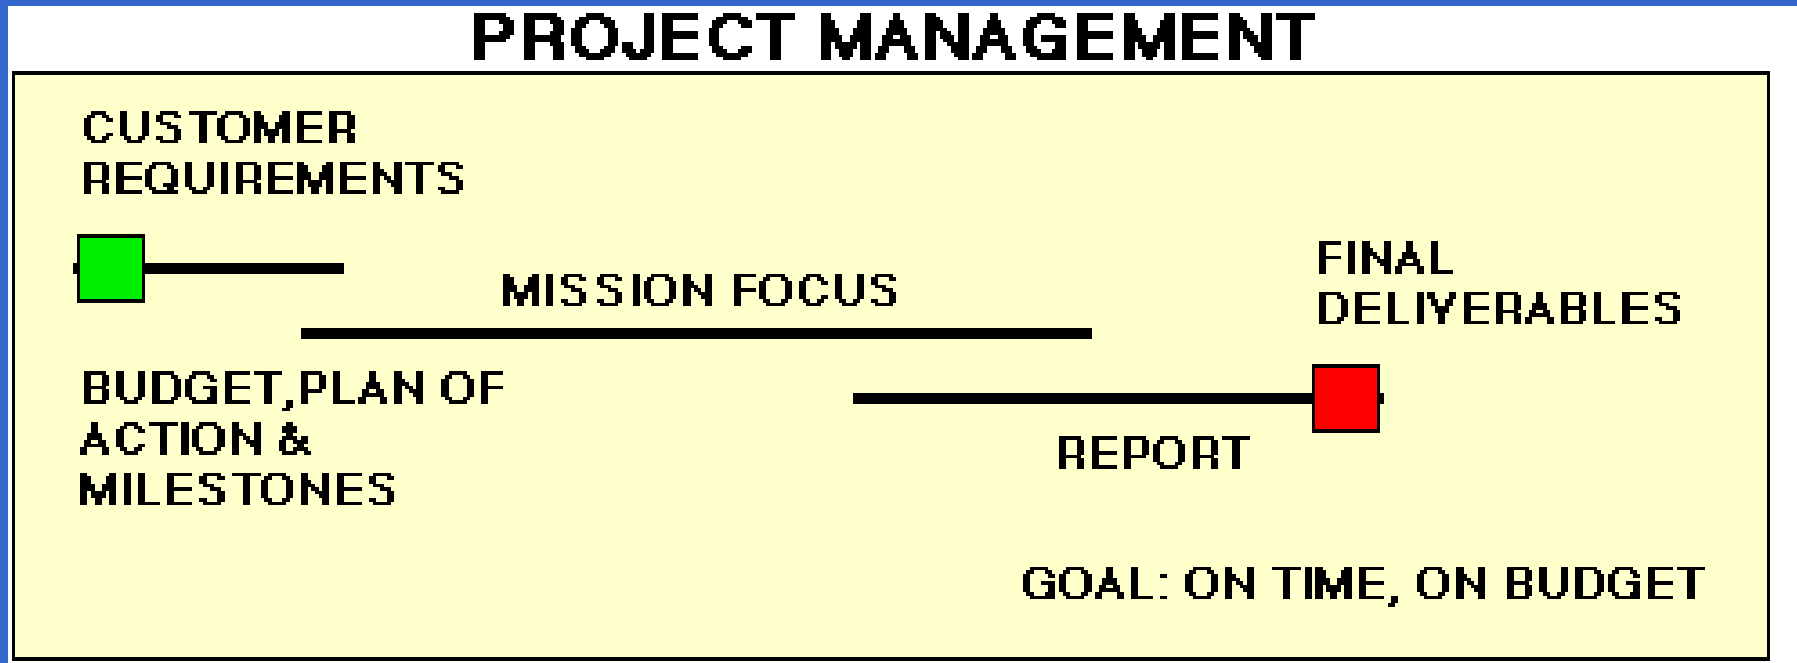 PROJECT MANAGEMENT
CUSTOMER
REQUIREMENTS
MISSION FOCUS
FINAL
DELIVERABLES
BUDGET,PLAN OF
ACTION &
MILESTONES
REPORT
GOAL: ON TIME, ON BUDGET